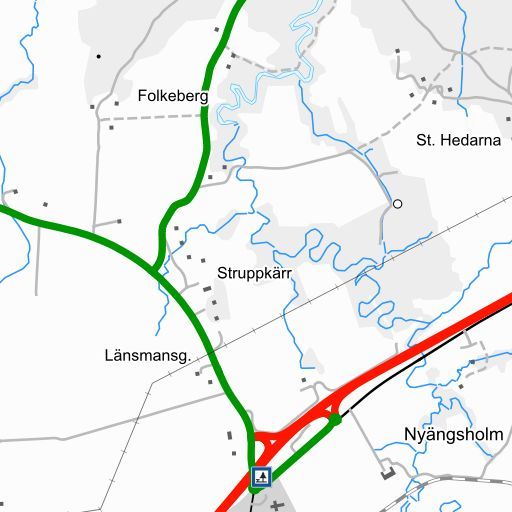 Folkeberg
St. Hedarna
Struppkärr
Länsmansg.
Nyängsholm